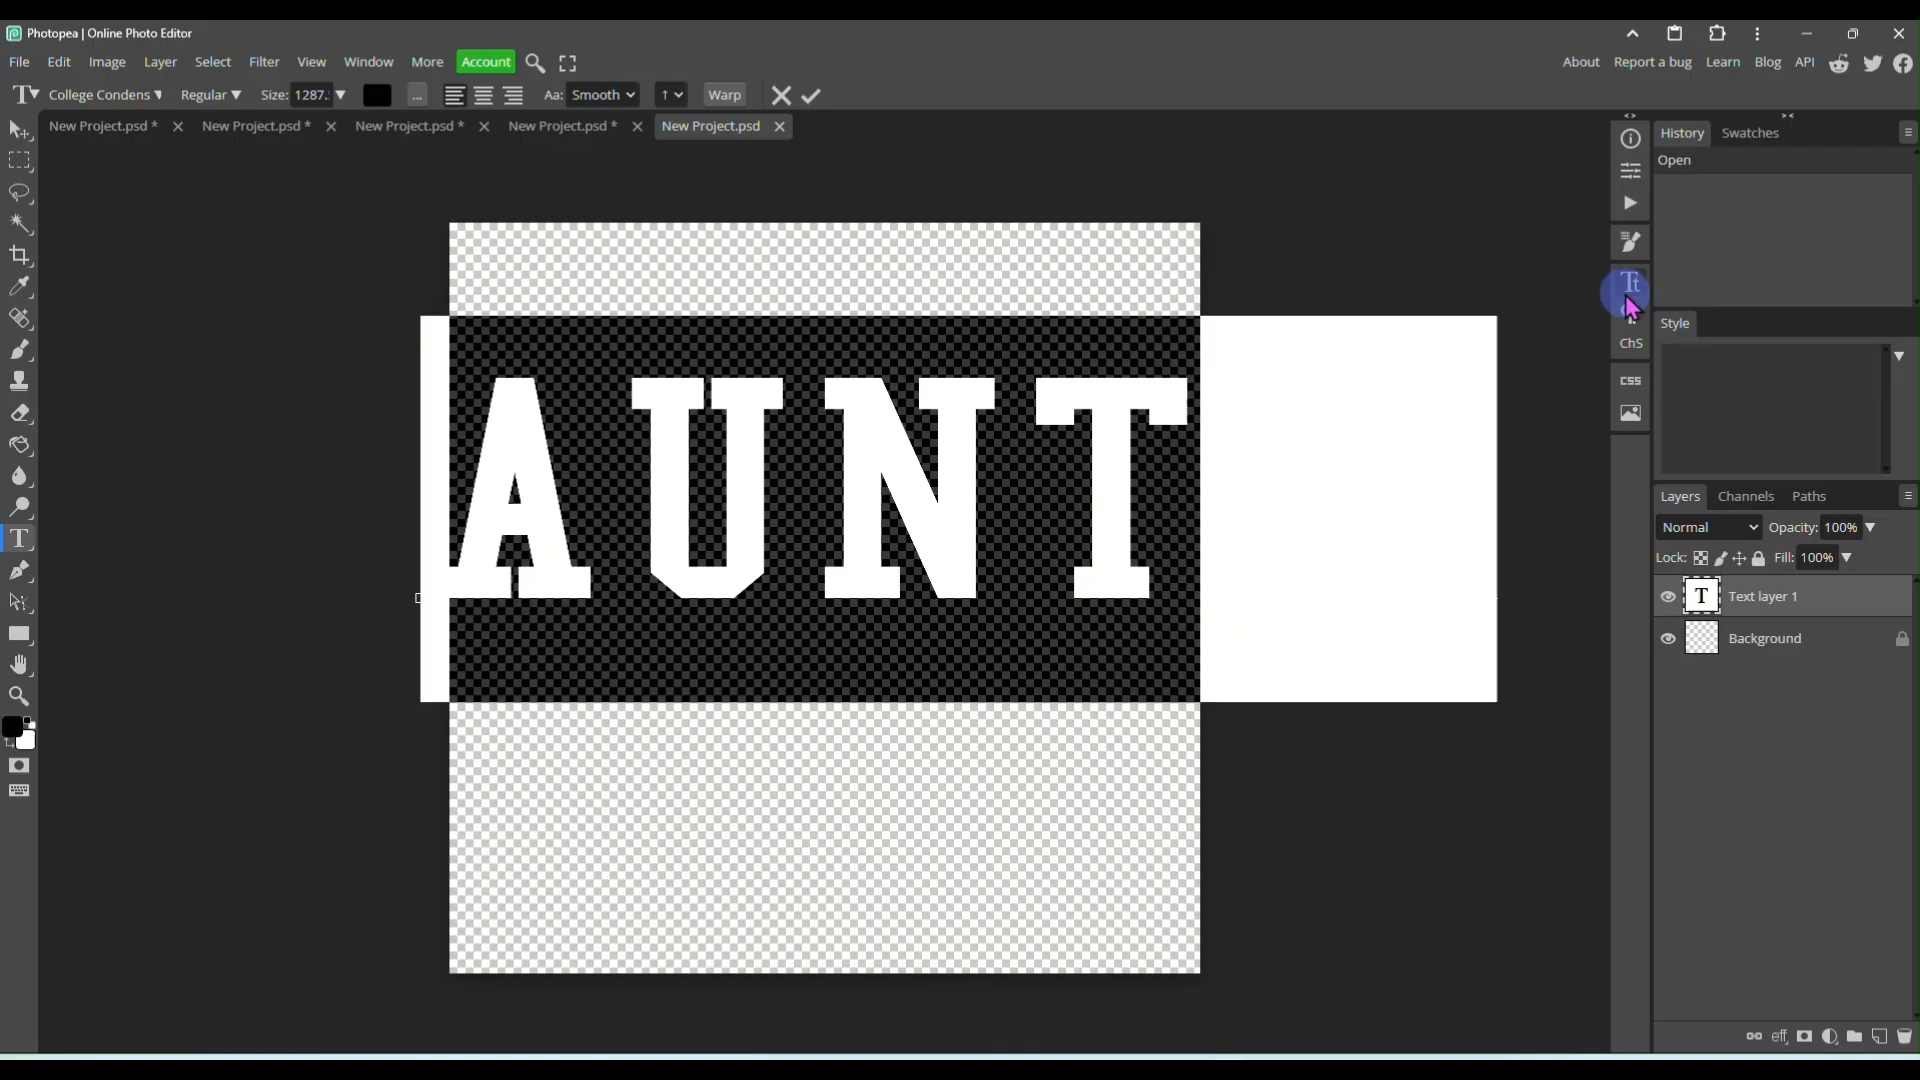 Photopea | Online Photo Editor
File Edit Image Layer Select Filter View Window More Account
About Report a bug Learn Blog API
College Condens Regular Size: 1287. ... Aa: Smooth Warp
New Project.psd * New Project.psd * New Project.psd * New Project.psd * New Project.psd
History Swatches
Open
Style
ChS
CSS
AUNT
Layers Channels Paths
Normal Opacity: 100%
Lock: Fill: 100%
T Text layer 1
Background
eff